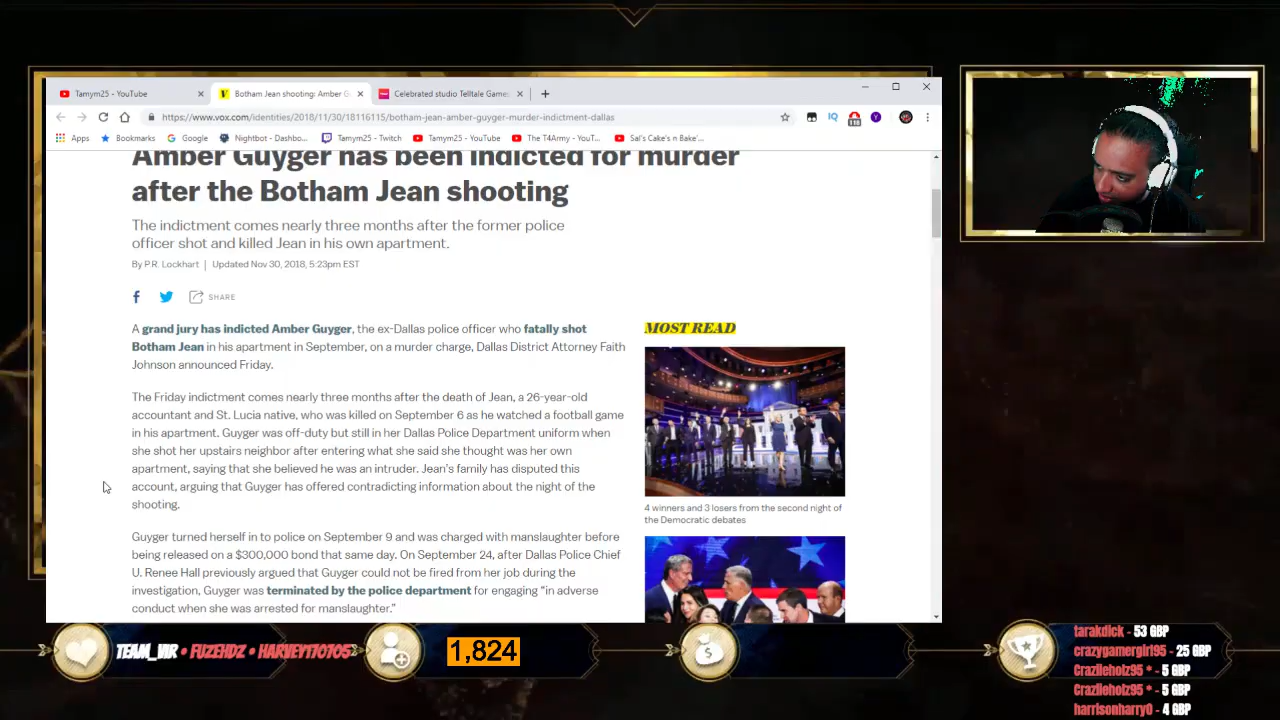 Tamym25 - YouTube
Botham Jean shooting: Amber G
Celebrated studio Telltale Game
https://www.vox.com/identities/2018/11/30/18116115/botham-jean-amber-guyger-murder-indictment-dallas
Apps
Bookmarks
Google
Nightbot - Dashbo...
Tamym25 - Twitch
Tamym25 - YouTube
The T4Army - YouT...
Sal's Cake's n Bake'...
Amber Guyger has been indicted for murder
after the Botham Jean shooting
The indictment comes nearly three months after the former police
officer shot and killed Jean in his own apartment.
By P.R. Lockhart | Updated Nov 30, 2018, 5:23pm EST
SHARE
A grand jury has indicted Amber Guyger, the ex-Dallas police officer who fatally shot
Botham Jean in his apartment in September, on a murder charge, Dallas District Attorney Faith
Johnson announced Friday.
The Friday indictment comes nearly three months after the death of Jean, a 26-year-old
accountant and St. Lucia native, who was killed on September 6 as he watched a football game
in his apartment. Guyger was off-duty but still in her Dallas Police Department uniform when
she shot her upstairs neighbor after entering what she said she thought was her own
apartment, saying that she believed he was an intruder. Jean's family has disputed this
account, arguing that Guyger has offered contradicting information about the night of the
shooting.
Guyger turned herself in to police on September 9 and was charged with manslaughter before
being released on a $300,000 bond that same day. On September 24, after Dallas Police Chief
U. Renee Hall previously argued that Guyger could not be fired from her job during the
investigation, Guyger was terminated by the police department for engaging "in adverse
conduct when she was arrested for manslaughter."
MOST READ
4 winners and 3 losers from the second night of
the Democratic debates
TEAM_VIR • FUZEHDZ • HARVEY170705
1,824
tarakdick - 53 GBP
crazygamergirl95 - 25 GBP
Crazlieholz95 * - 5 GBP
Crazlieholz95 * - 5 GBP
harrisonharry0 - 4 GBP